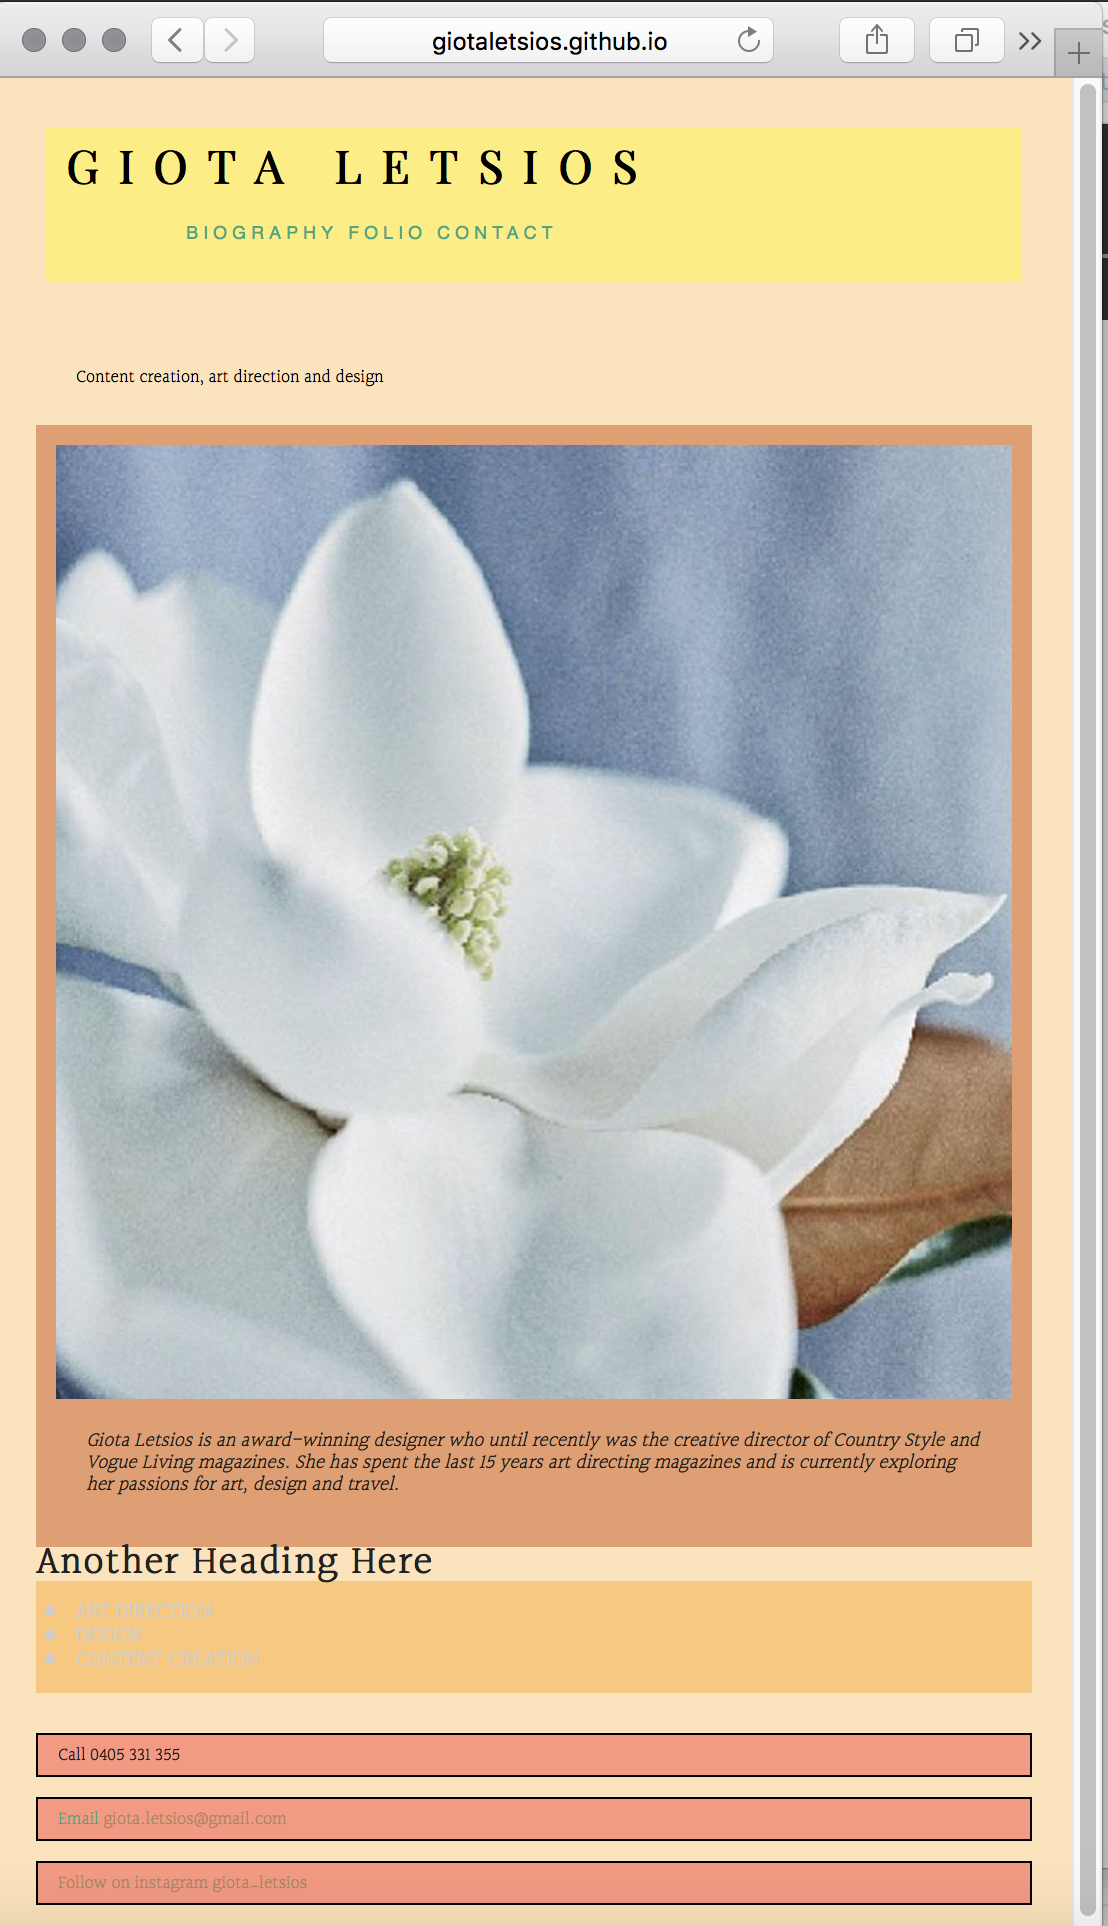 giotaletsios.github.io
GIOTA LETSIOS
BIOGRAPHY FOLIO CONTACT
Content creation, art direction and design
Giota Letsios is an award-winning designer who until recently was the creative director of Country Style and
Vogue Living magazines. She has spent the last 15 years art directing magazines and is currently exploring
her passions for art, design and travel.
Another Heading Here
ART DIRECTION
DESIGN
CONTENT CREATION
Call 0405 331 355
Email giota.letsios@gmail.com
Follow on instagram giota_letsios